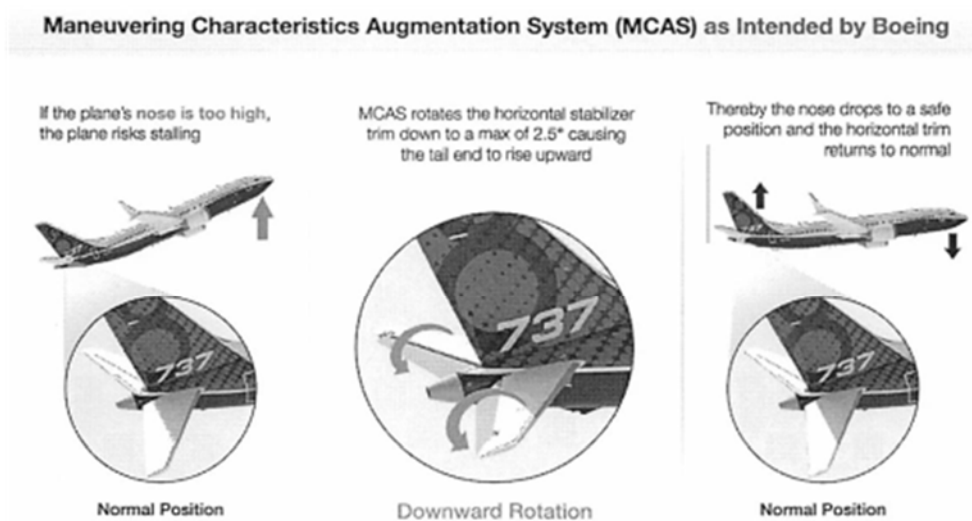 Maneuvering Characteristics Augmentation System (MCAS) as Intended by Boeing
If the plane's nose is too high,
the plane risks stalling
MCAS rotates the horizontal stabilizer
trim down to a max of 2.5° causing
the tail end to rise upward
Thereby the nose drops to a safe
position and the horizontal trim
returns to normal
737
737
737
Normal Position
Downward Rotation
Normal Position